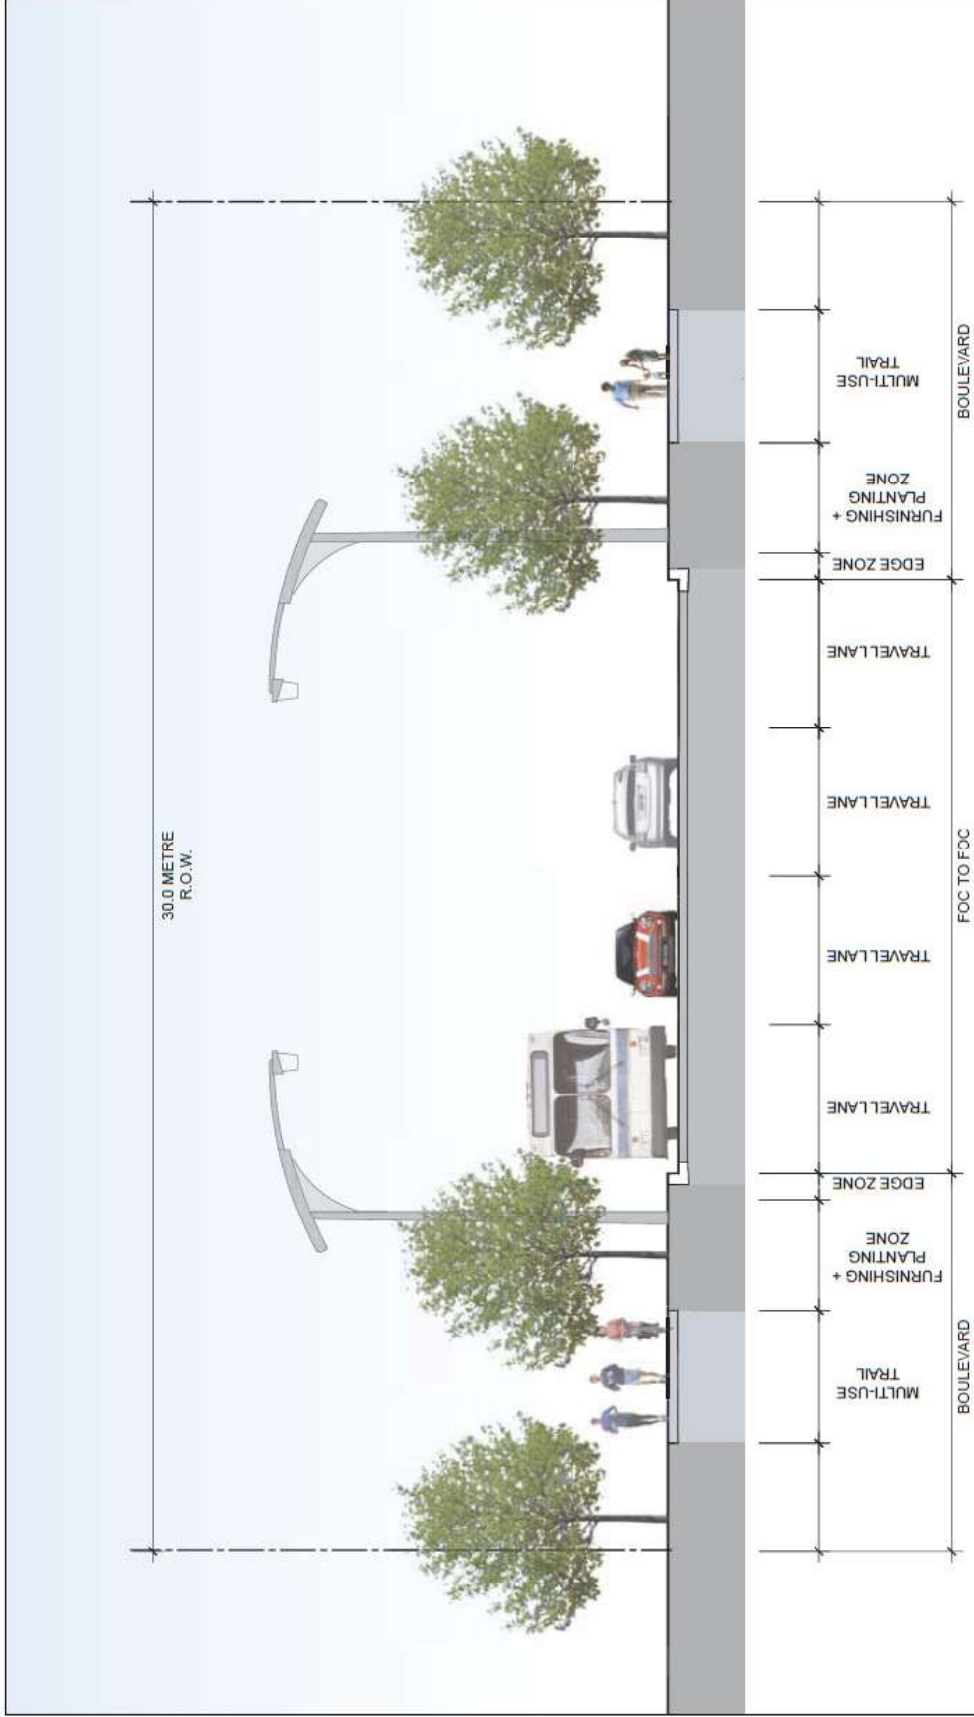 30.0 METRE
R.O.W.
MULTI-USE
TRAIL
FURNISHING +
PLANTING
ZONE
EDGE ZONE
TRAVEL LANE
TRAVEL LANE
TRAVEL LANE
TRAVEL LANE
EDGE ZONE
FURNISHING +
PLANTING
ZONE
MULTI-USE
TRAIL
BOULEVARD
FOC TO FOC
BOULEVARD